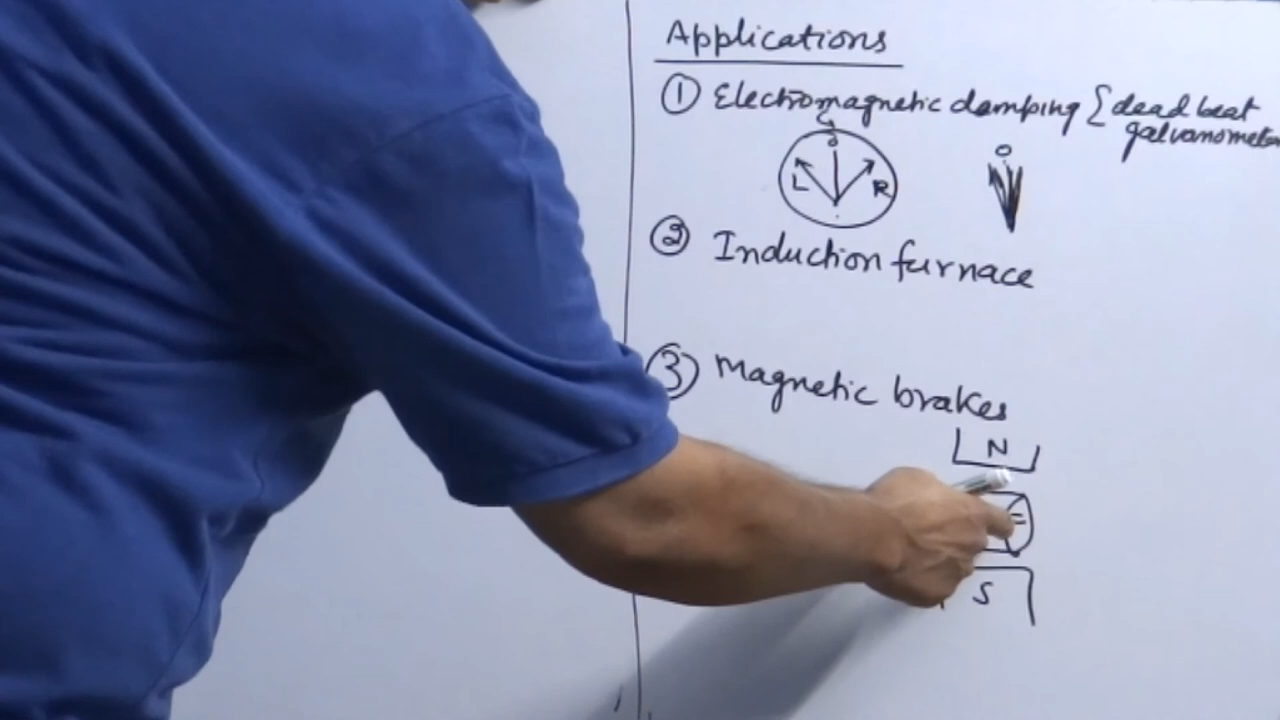 Applications
① Electromagnetic damping { dead beat
galvanometer
O
O
L
R
② Induction furnace
③ Magnetic brakes
N
S